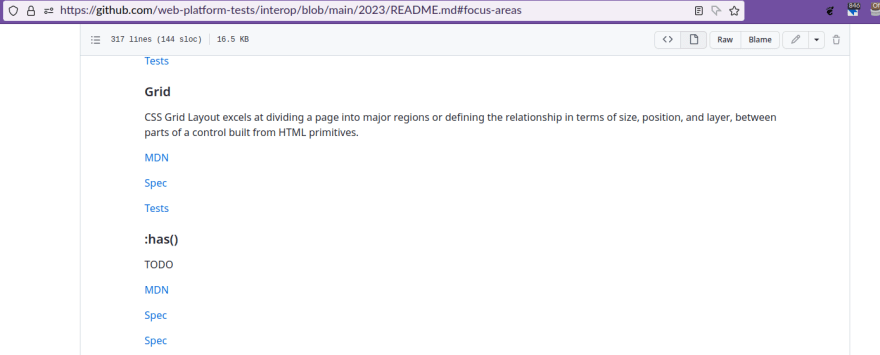 https://github.com/web-platform-tests/interop/blob/main/2023/README.md#focus-areas
846
317 lines (144 sloc) 16.5 KB
Raw Blame
Tests
Grid
CSS Grid Layout excels at dividing a page into major regions or defining the relationship in terms of size, position, and layer, between
parts of a control built from HTML primitives.
MDN
Spec
Tests
:has()
TODO
MDN
Spec
Spec